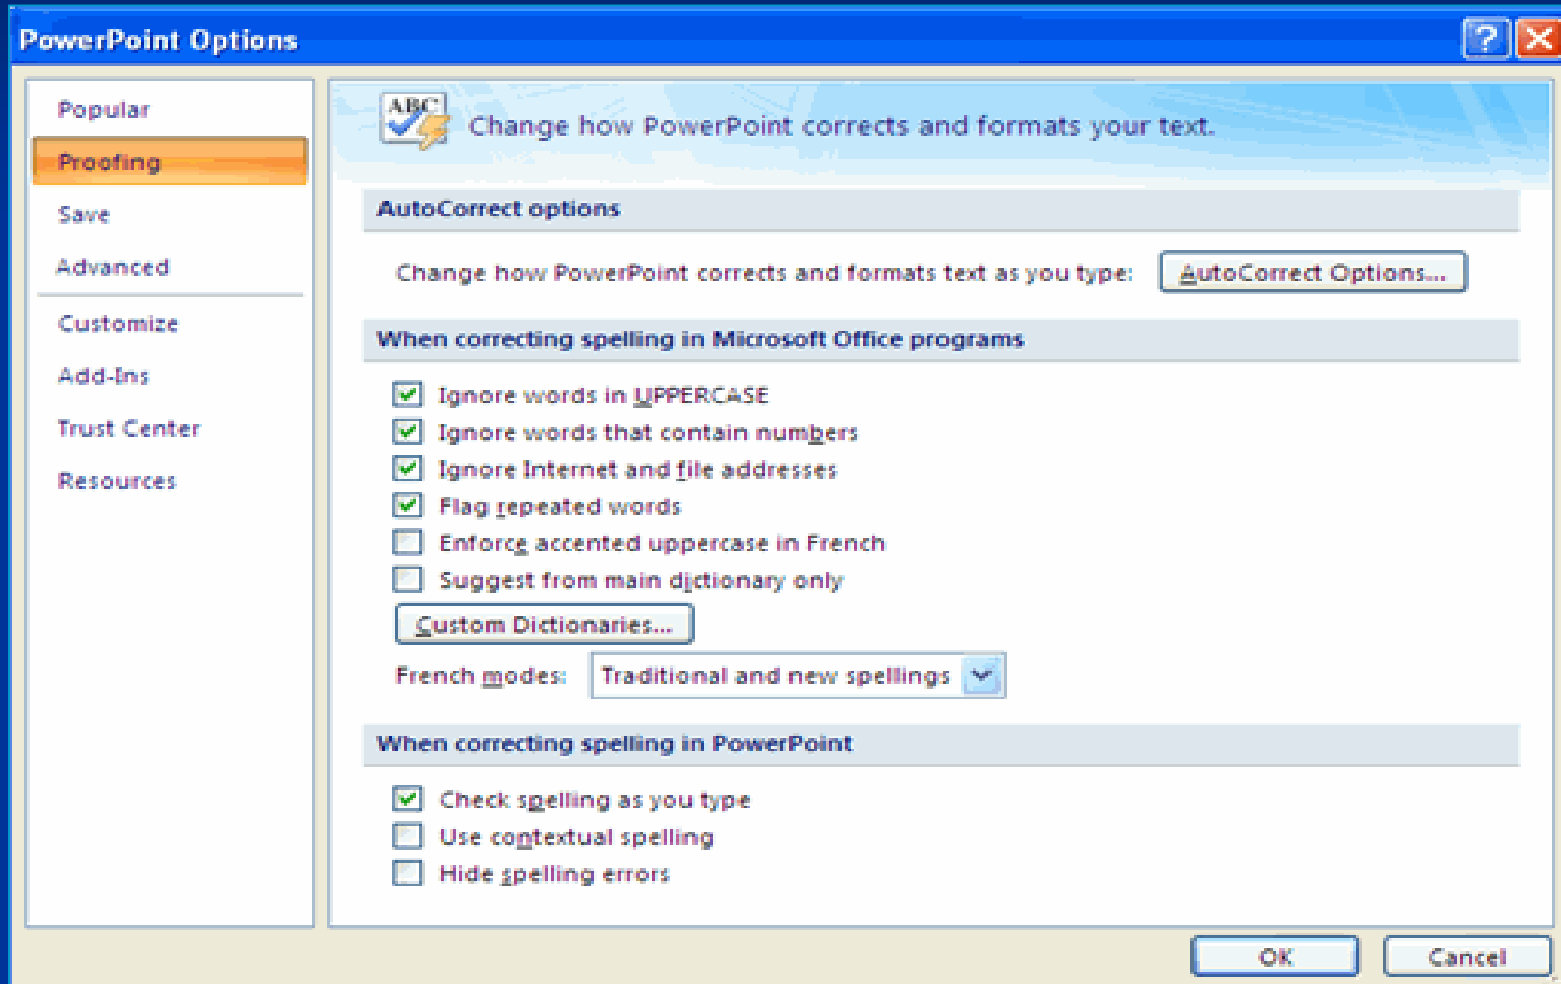 PowerPoint Options
Popular
Proofing
Save
Advanced
Customize
Add-Ins
Trust Center
Resources
ABC
Change how PowerPoint corrects and formats your text.
AutoCorrect options
Change how PowerPoint corrects and formats text as you type: AutoCorrect Options...
When correcting spelling in Microsoft Office programs
Ignore words in UPPERCASE
Ignore words that contain numbers
Ignore Internet and file addresses
Flag repeated words
Enforce accented uppercase in French
Suggest from main dictionary only
Custom Dictionaries...
French modes: Traditional and new spellings
When correcting spelling in PowerPoint
Check spelling as you type
Use contextual spelling
Hide spelling errors
OK Cancel